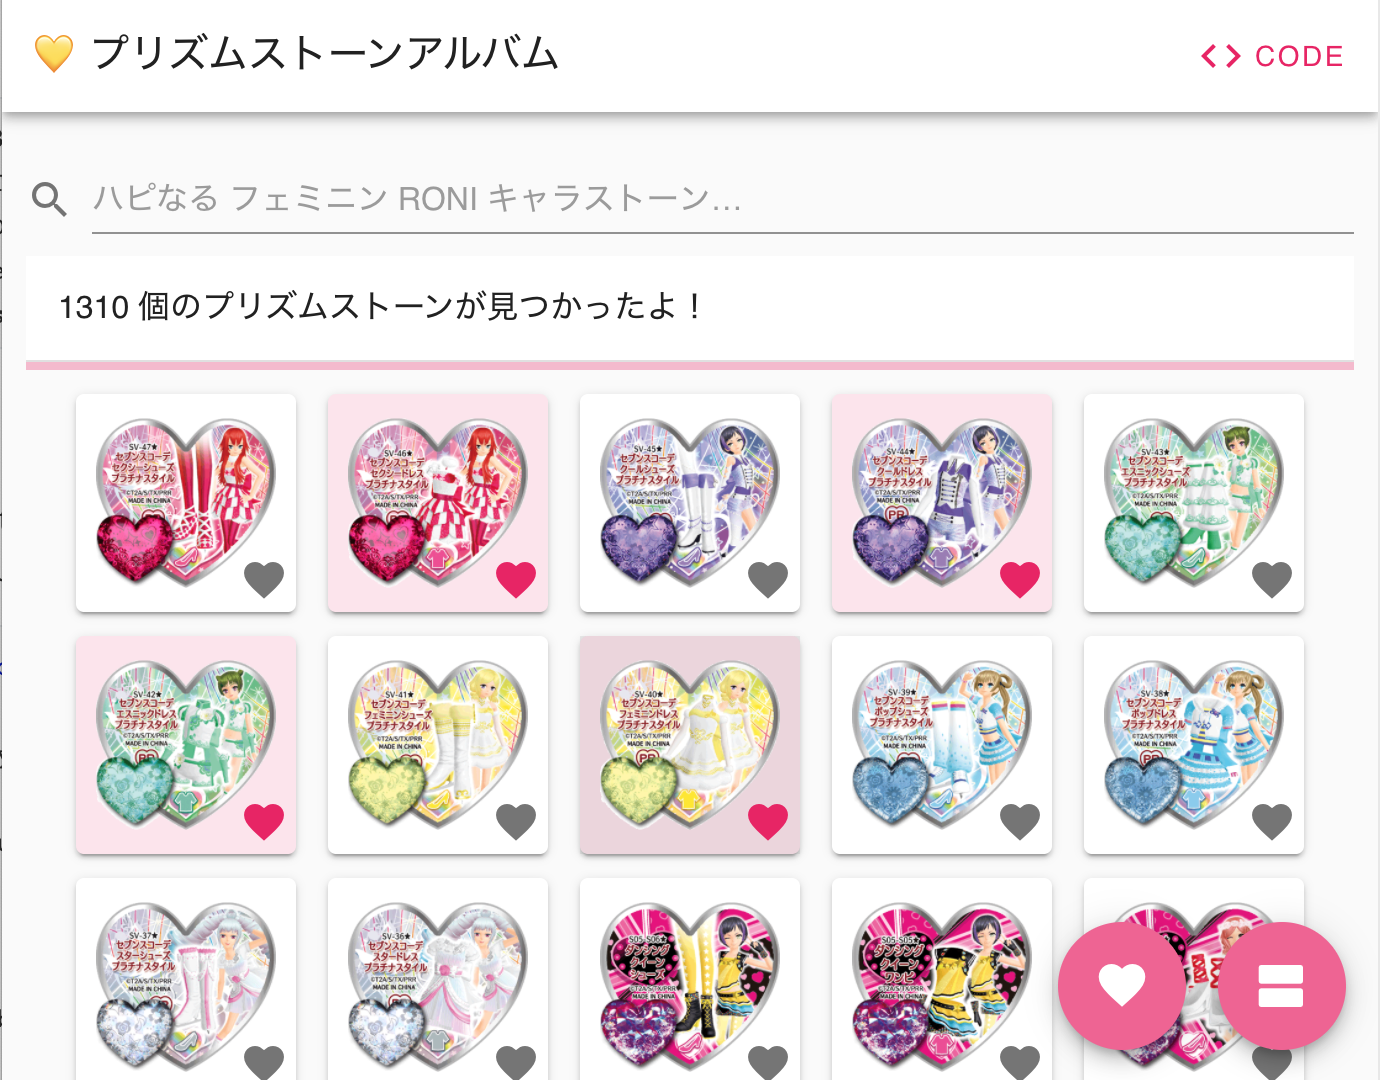 プリズムストーンアルバム
CODE
ハピなる フェミニン RONI キャラストーン...
1310 個のプリズムストーンが見つかったよ！
SV-47★
セブンスコーデ
セクシーシューズ
プラチナスタイル
©T2A/S/TX/PRR
MADE IN CHINA
SV-46★
セブンスコーデ
セクシードレス
プラチナスタイル
©T2A/S/TX/PRR
MADE IN CHINA
SV-45★
セブンスコーデ
クールシューズ
プラチナスタイル
©T2A/S/TX/PRR
MADE IN CHINA
SV-44★
セブンスコーデ
クールドレス
プラチナスタイル
©T2A/S/TX/PRR
MADE IN CHINA
PR
SV-43★
セブンスコーデ
エスニックシューズ
プラチナスタイル
©T2A/S/TX/PRR
MADE IN CHINA
SV-42★
セブンスコーデ
エスニックドレス
プラチナスタイル
©T2A/S/TX/PRR
MADE IN CHINA
PR
SV-41★
セブンスコーデ
フェミニンシューズ
プラチナスタイル
©T2A/S/TX/PRR
MADE IN CHINA
SV-40★
セブンスコーデ
フェミニンドレス
プラチナスタイル
©T2A/S/TX/PRR
MADE IN CHINA
PR
SV-39★
セブンスコーデ
ポップシューズ
プラチナスタイル
©T2A/S/TX/PRR
MADE IN CHINA
SV-38★
セブンスコーデ
ポップドレス
プラチナスタイル
©T2A/S/TX/PRR
MADE IN CHINA
PR
SV-37★
セブンスコーデ
スターシューズ
プラチナスタイル
©T2A/S/TX/PRR
MADE IN CHINA
SV-36★
セブンスコーデ
スタードレス
プラチナスタイル
©T2A/S/TX/PRR
MADE IN CHINA
S05-S06★
ダンシング
クイーン
シューズ
©T2A/S/TX/PRR
MADE IN CHINA
S05-S05★
ダンシング
クイーン
ワンピ
©T2A/S/TX/PRR
MADE IN CHINA